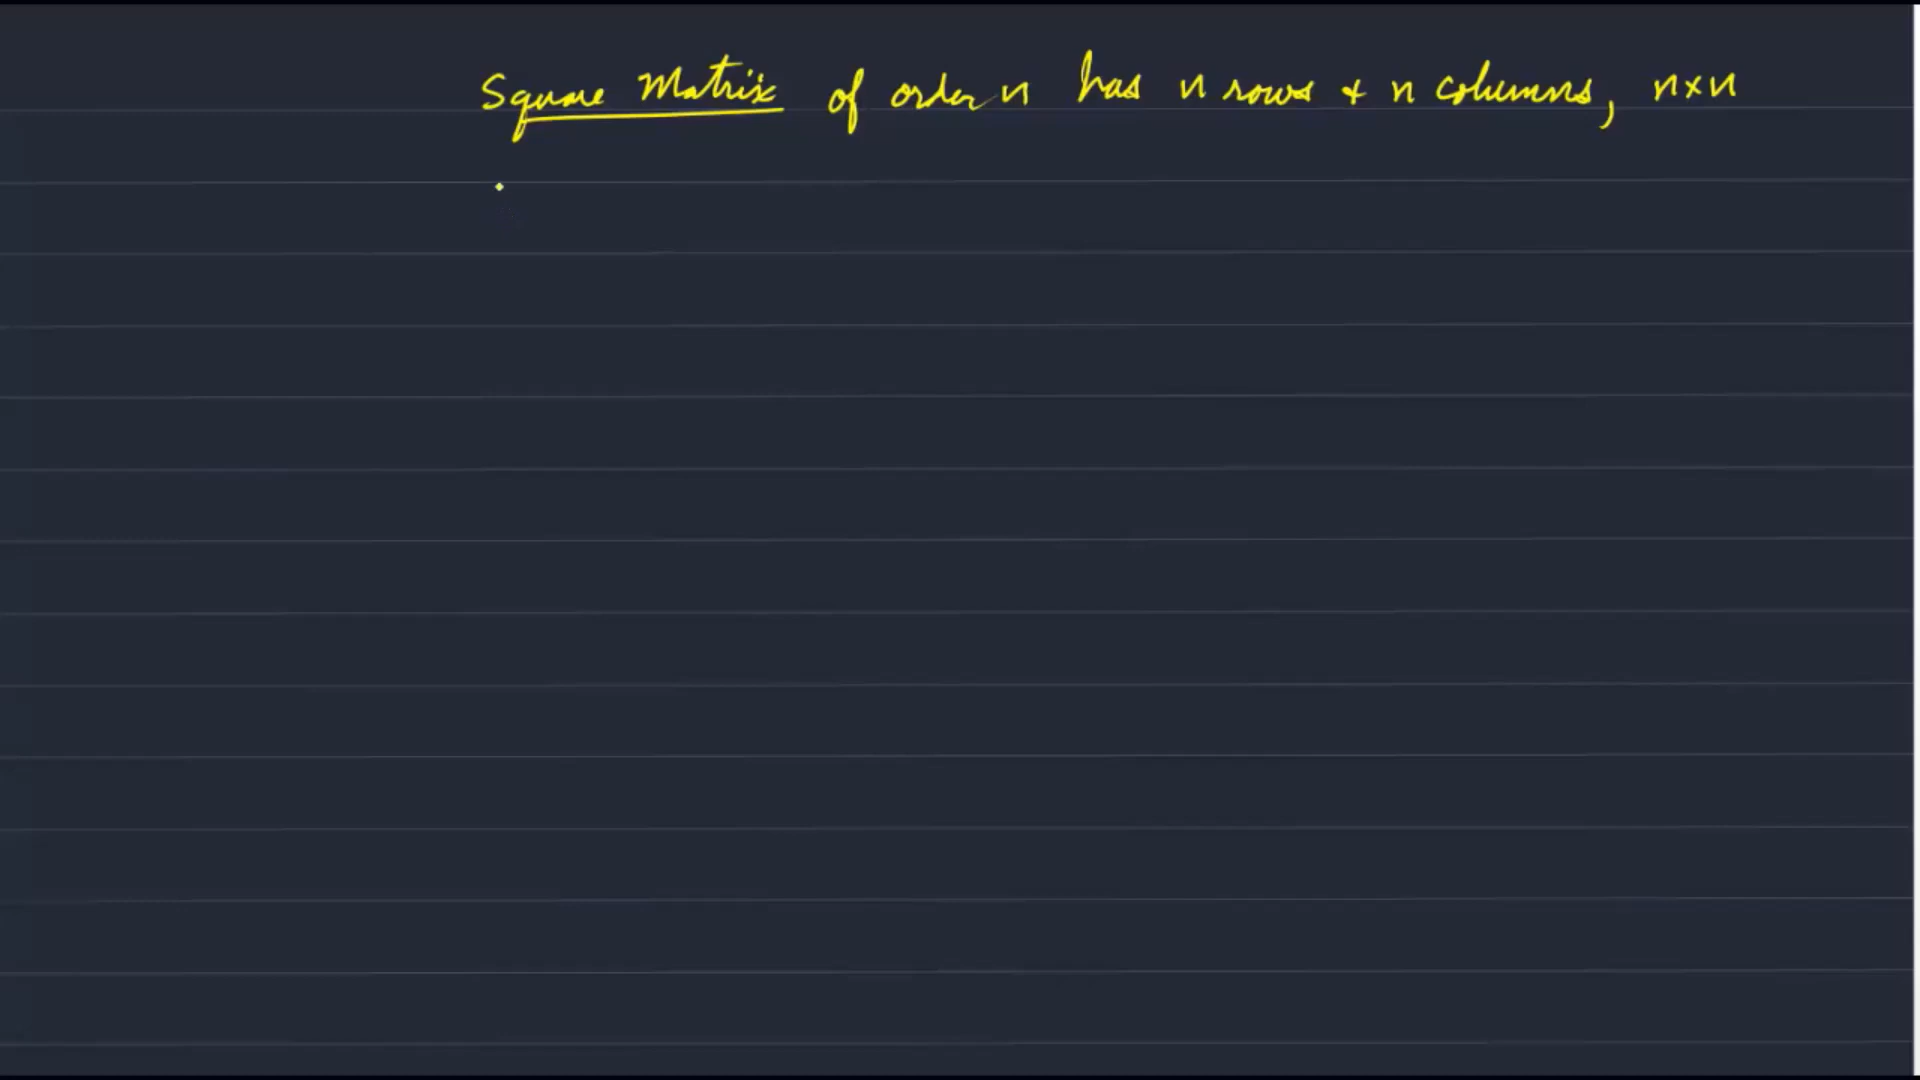 Square Matrix of order n has n rows + n columns, n×n